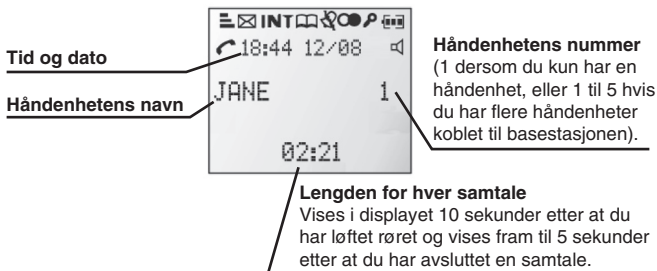 INT
18:44 12/08
Tid og dato
JANE 1
Håndenhetens navn
02:21
Håndenhetens nummer
(1 dersom du kun har en
håndenhet, eller 1 til 5 hvis
du har flere håndenheter
koblet til basestasjonen).
Lengden for hver samtale
Vises i displayet 10 sekunder etter at du
har løftet røret og vises fram til 5 sekunder
etter at du har avsluttet en samtale.